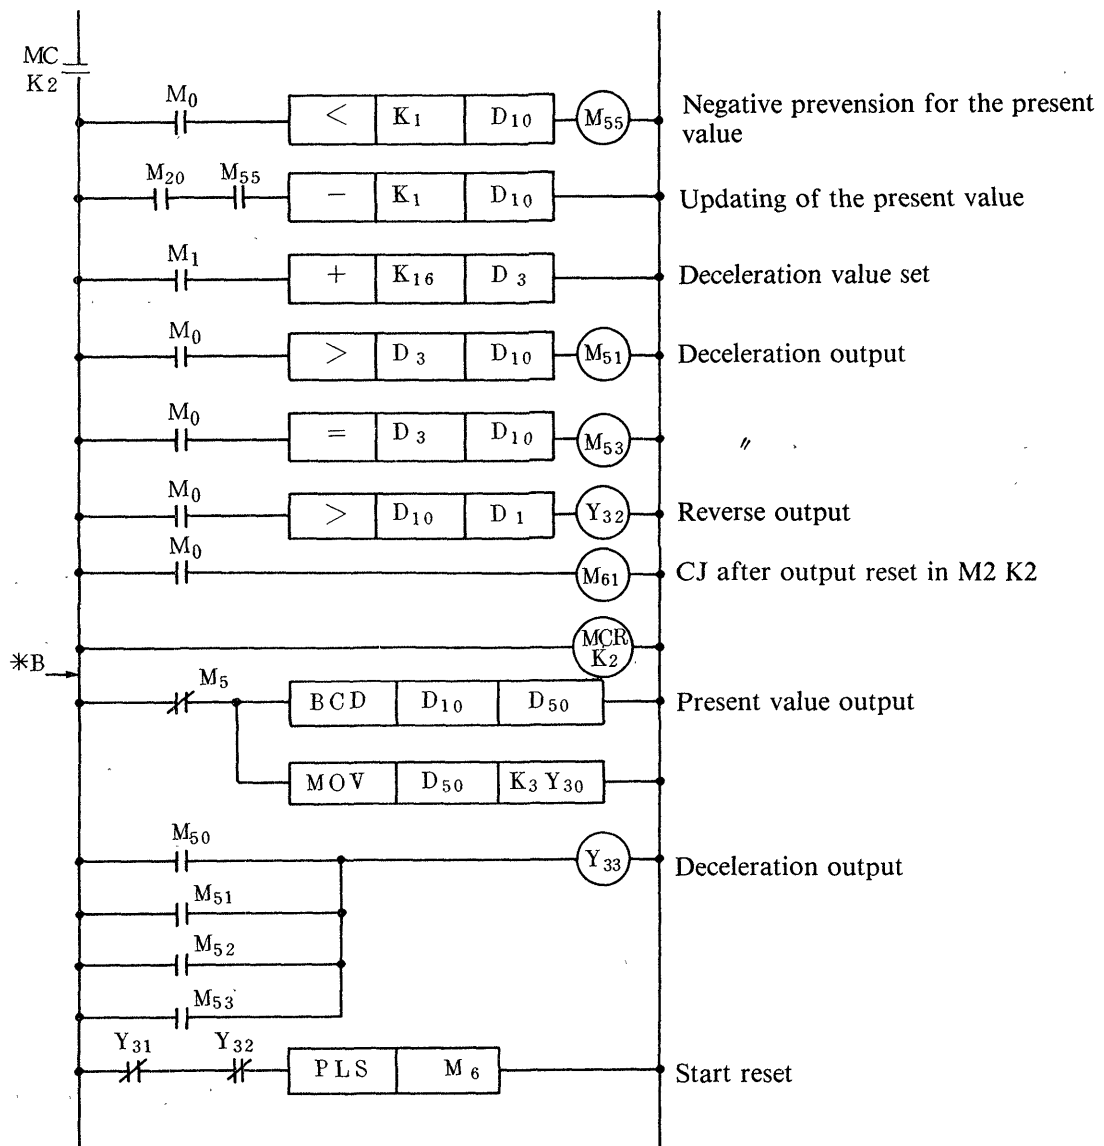 MC
K2
M0 < K1 D10 M55 Negative prevension for the present
value
M20 M55 − K1 D10 Updating of the present value
M1 + K16 D3 Deceleration value set
M0 > D3 D10 M51 Deceleration output
M0 = D3 D10 M53 〃
M0 > D10 D1 Y32 Reverse output
M0 M61 CJ after output reset in M2 K2
MCR
K2
*B
M5 BCD D10 D50 Present value output
MOV D50 K3Y30
M50 Y33 Deceleration output
M51
M52
M53
Y31 Y32 PLS M6 Start reset